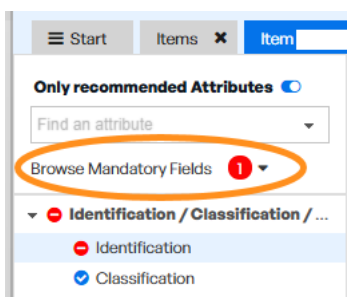 Start Items Item
Only recommended Attributes
Find an attribute
Browse Mandatory Fields 1
Identification / Classification / ...
Identification
Classification